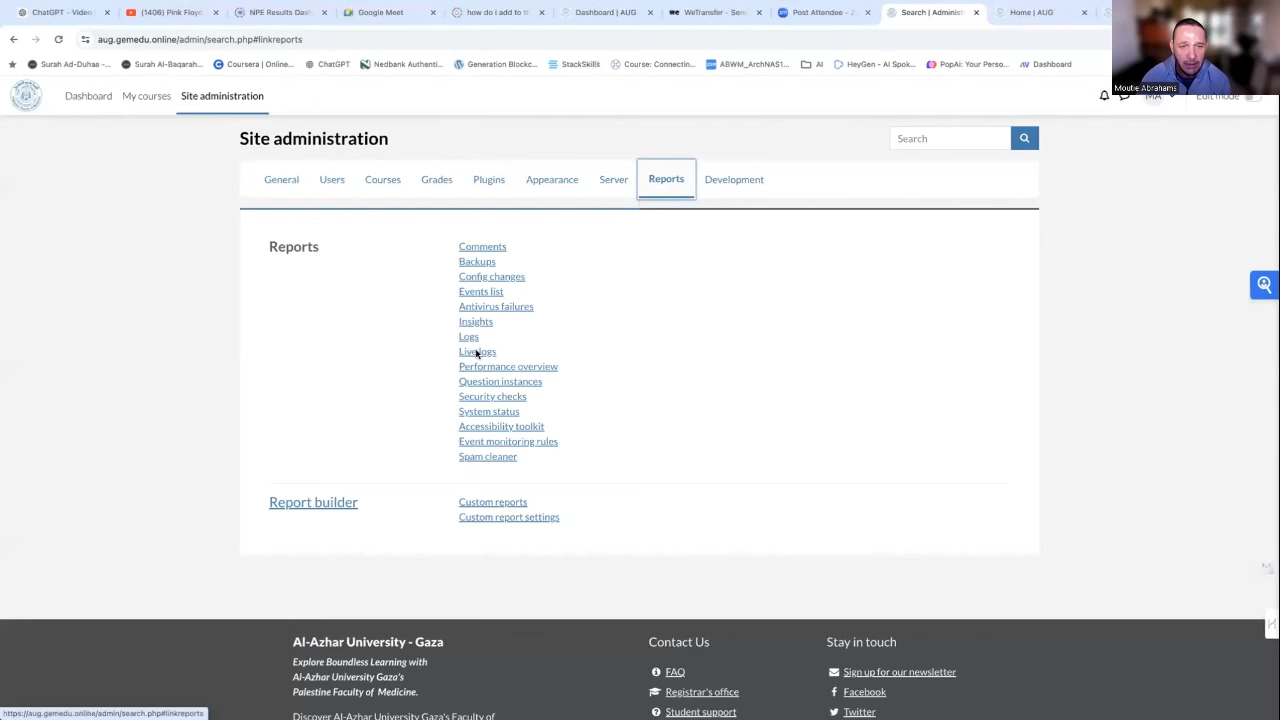 ChatGPT - Video
(1406) Pink Floyd
NPE Results Dash
Google Meet
how do i add to th
Dashboard | AUG
WeTransfer - Send
Post Attendee - Z
Search | Administ
Home | AUG
aug.gemedu.online/admin/search.php#linkreports
Surah Ad-Duhaa -...
Surah Al-Baqarah...
Coursera | Online...
ChatGPT
Nedbank Authenti...
Generation Blockc...
StackSkills
Course: Connectin...
ABWM_ArchNAS1...
AI
HeyGen - AI Spok...
PopAi: Your Perso...
Dashboard
Moutie Abrahams
Dashboard
My courses
Site administration
MA
Edit mode
Site administration
Search
General
Users
Courses
Grades
Plugins
Appearance
Server
Reports
Development
Reports
Comments
Backups
Config changes
Events list
Antivirus failures
Insights
Logs
Live logs
Performance overview
Question instances
Security checks
System status
Accessibility toolkit
Event monitoring rules
Spam cleaner
Report builder
Custom reports
Custom report settings
Al-Azhar University - Gaza
Explore Boundless Learning with
Al-Azhar University Gaza's
Palestine Faculty of Medicine.
Discover Al-Azhar University Gaza's Faculty of
Contact Us
FAQ
Registrar's office
Student support
Stay in touch
Sign up for our newsletter
Facebook
Twitter
https://aug.gemedu.online/admin/search.php#linkreports